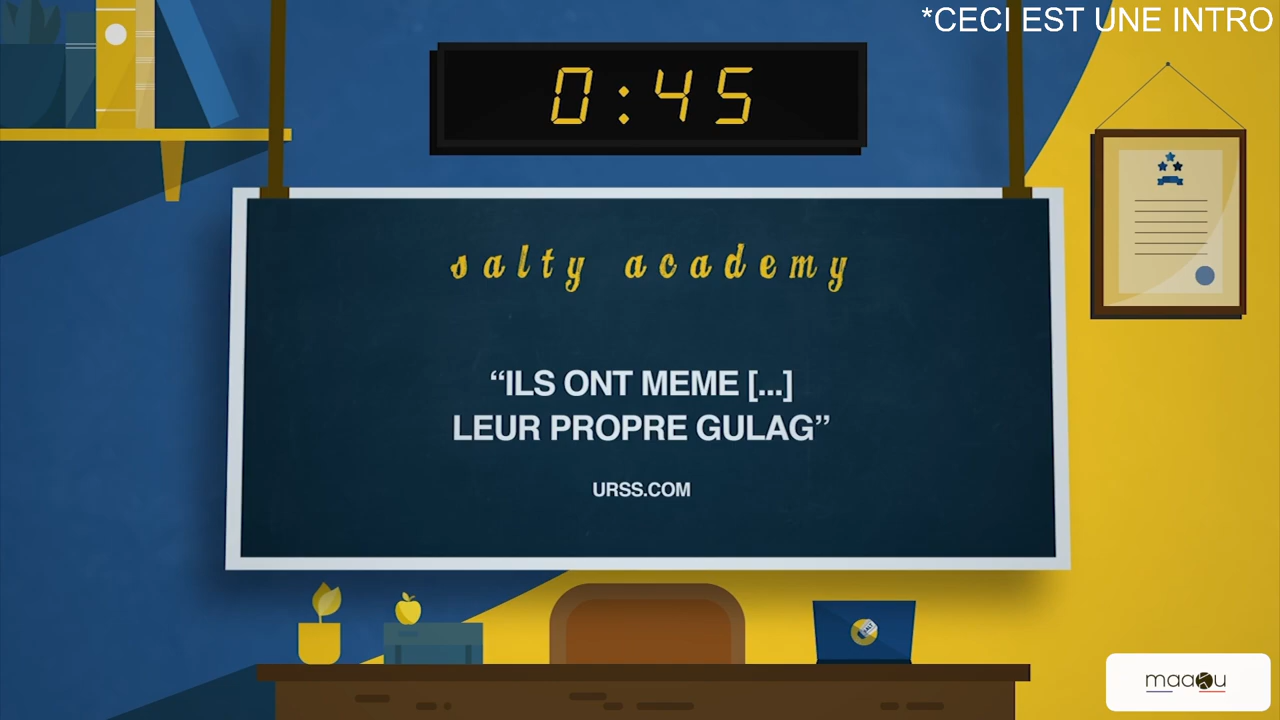 *CECI EST UNE INTRO
0:45
salty academy
“ILS ONT MEME [...]
LEUR PROPRE GULAG”
URSS.COM
maaku